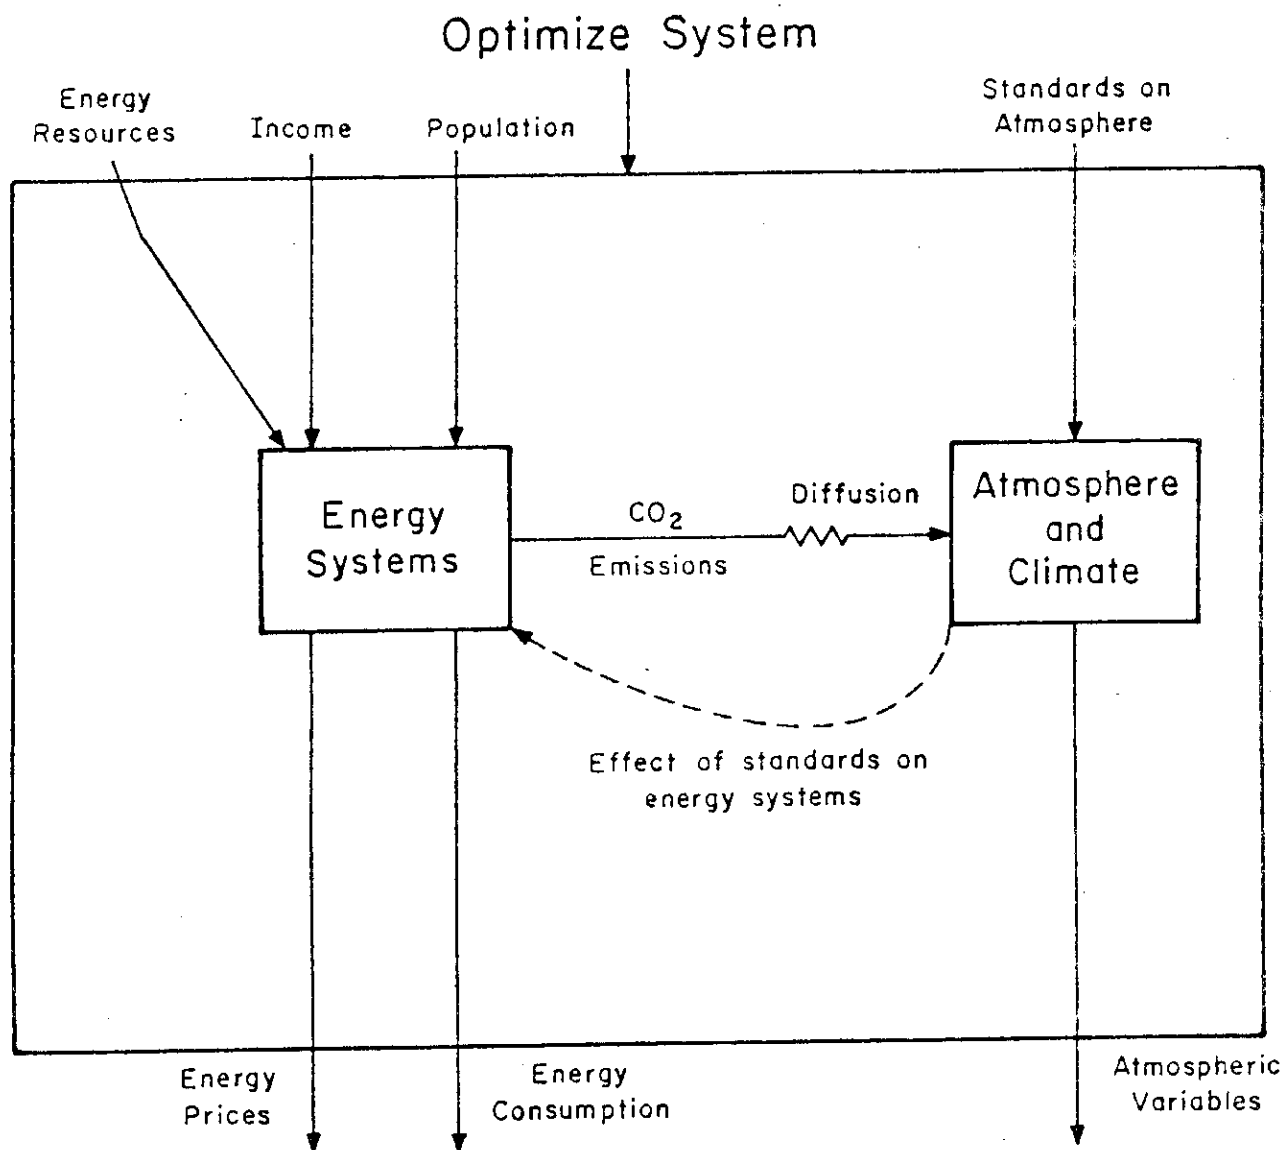 Optimize System
Energy
Resources
Income
Population
Standards on
Atmosphere
Energy
Systems
CO₂
Emissions
Diffusion
Atmosphere
and
Climate
Effect of standards on
energy systems
Energy
Prices
Energy
Consumption
Atmospheric
Variables